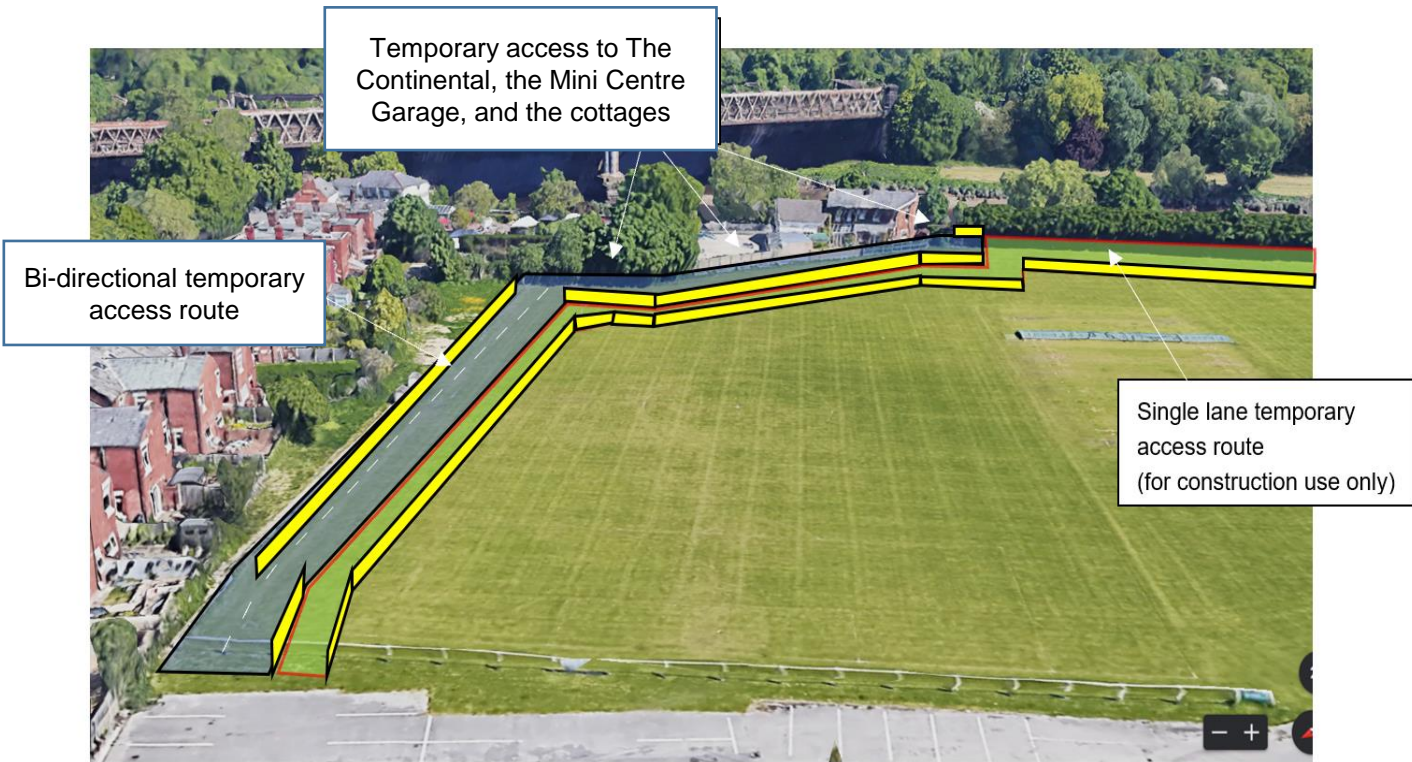 Temporary access to The
Continental, the Mini Centre
Garage, and the cottages
Bi-directional temporary
access route
Single lane temporary
access route
(for construction use only)